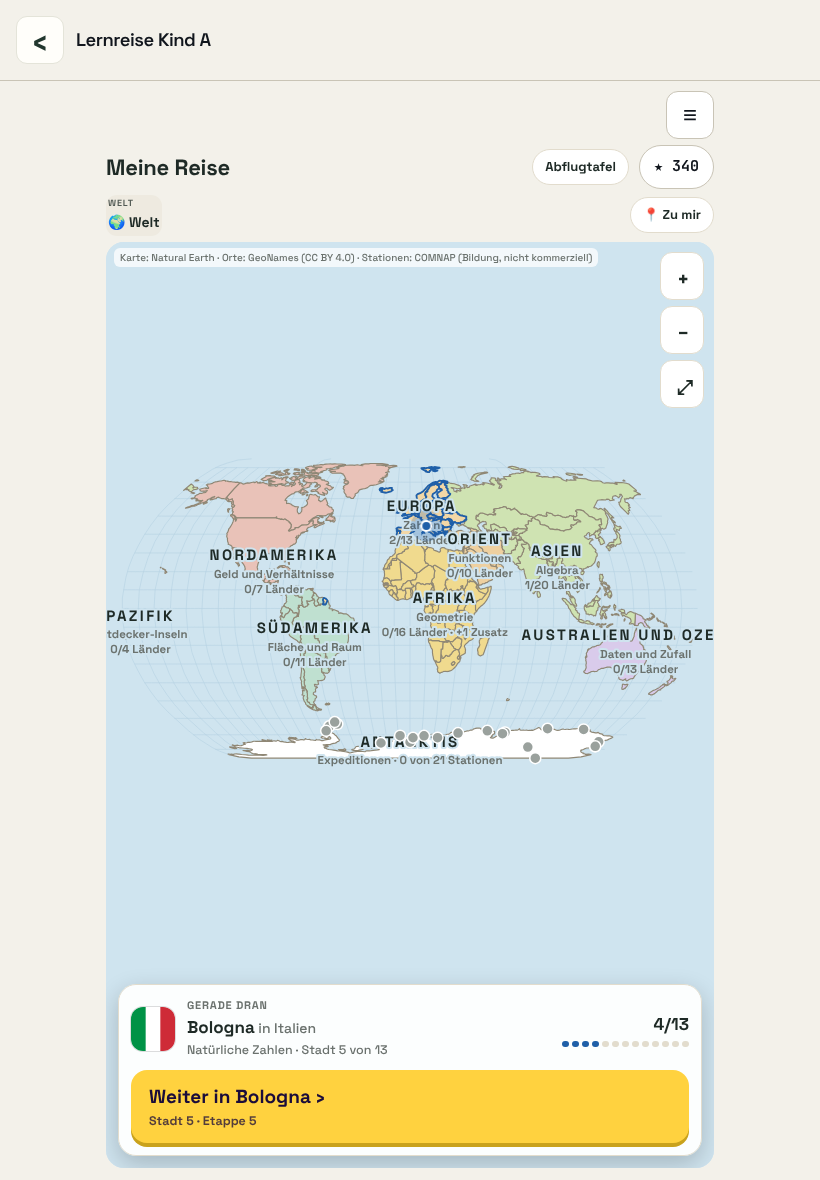 < Lernreise Kind A
≡
Meine Reise
Abflugtafel
★ 340
WELT
🌍 Welt
📍 Zu mir
Karte: Natural Earth · Orte: GeoNames (CC BY 4.0) · Stationen: COMNAP (Bildung, nicht kommerziell)
+
−
⤢
EUROPA
2/13
ORIENT
Funktionen
0/10 Länder
ASIEN
Algebra
1/20 Länder
NORDAMERIKA
Geld und Verhältnisse
0/7 Länder
AFRIKA
Geometrie
0/16 Länder · +1 Zusatz
PAZIFIK
tdecker-Inseln
0/4 Länder
SÜDAMERIKA
Fläche und Raum
0/11 Länder
AUSTRALIEN UND OZE
Daten und Zufall
0/13 Länder
ANTARKTIS
Expeditionen · 0 von 21 Stationen
GERADE DRAN
Bologna in Italien
Natürliche Zahlen · Stadt 5 von 13
4/13
Weiter in Bologna >
Stadt 5 · Etappe 5